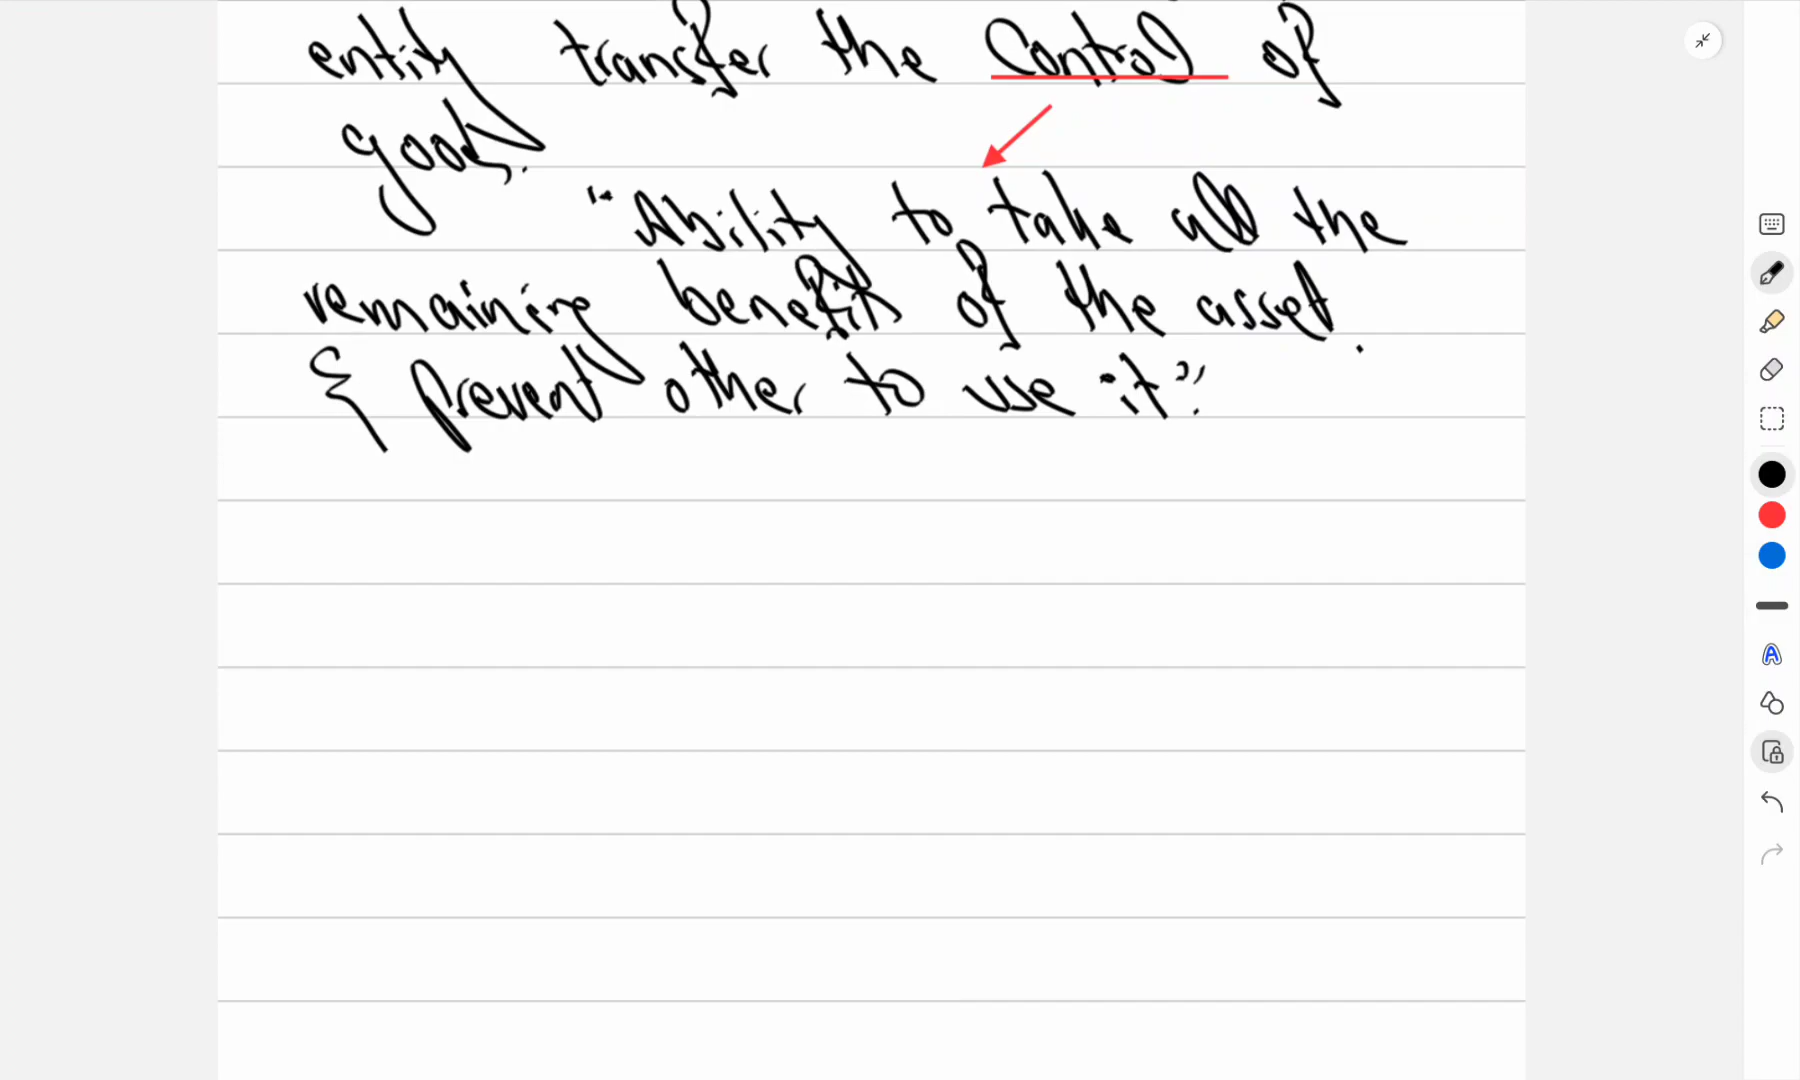 entity transfer the Control of
goods.
"Ability to take all the
remaining benefits of the asset.
& prevent other to use it".